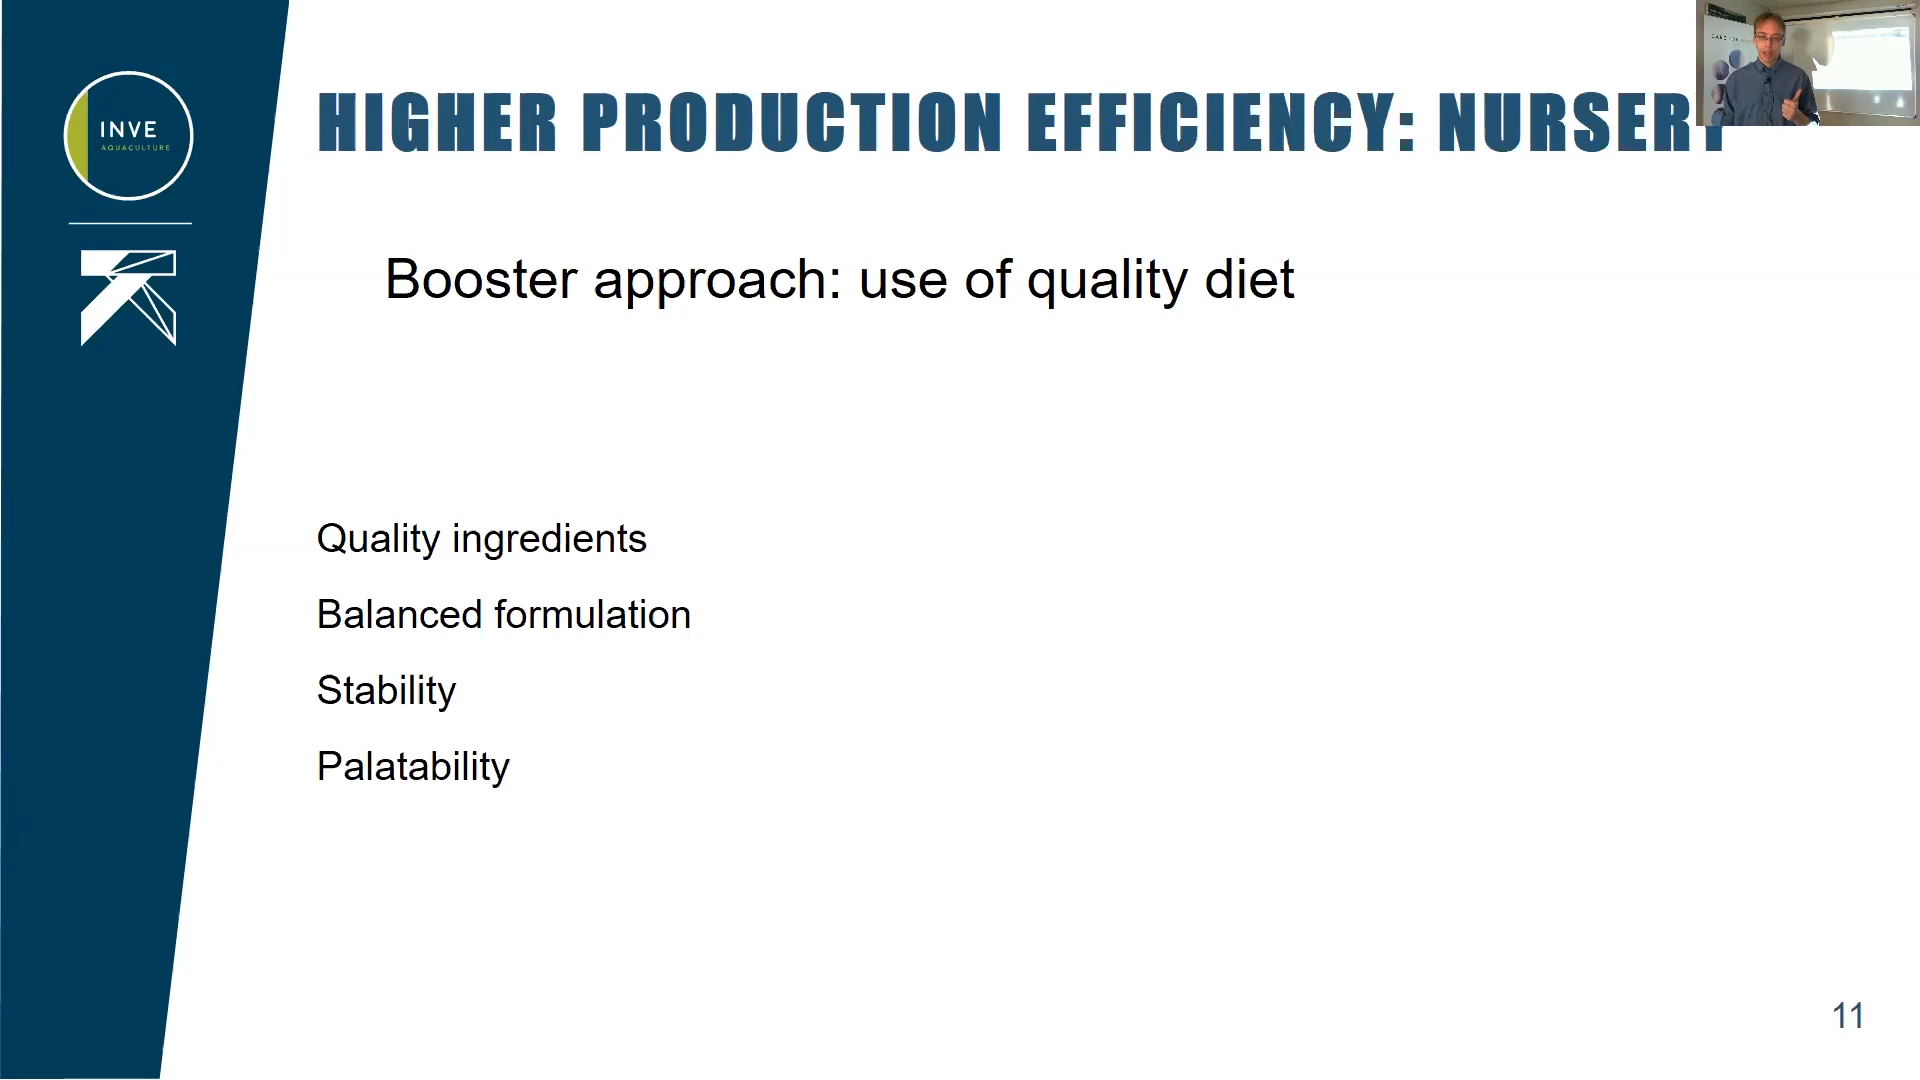 INVE
AQUACULTURE
HIGHER PRODUCTION EFFICIENCY: NURSERY
Booster approach: use of quality diet
Quality ingredients
Balanced formulation
Stability
Palatability
11